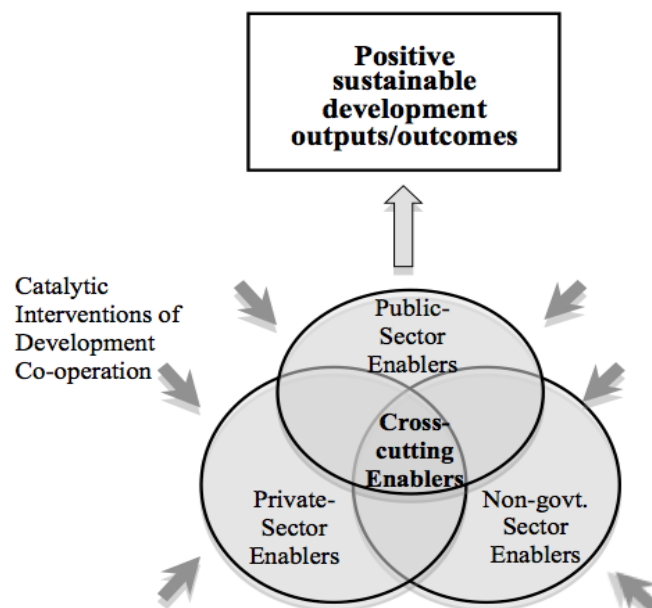 Positive
sustainable
development
outputs/outcomes
Catalytic
Interventions of
Development
Co-operation
Public-
Sector
Enablers
Cross-
cutting
Enablers
Private-
Sector
Enablers
Non-govt.
Sector
Enablers